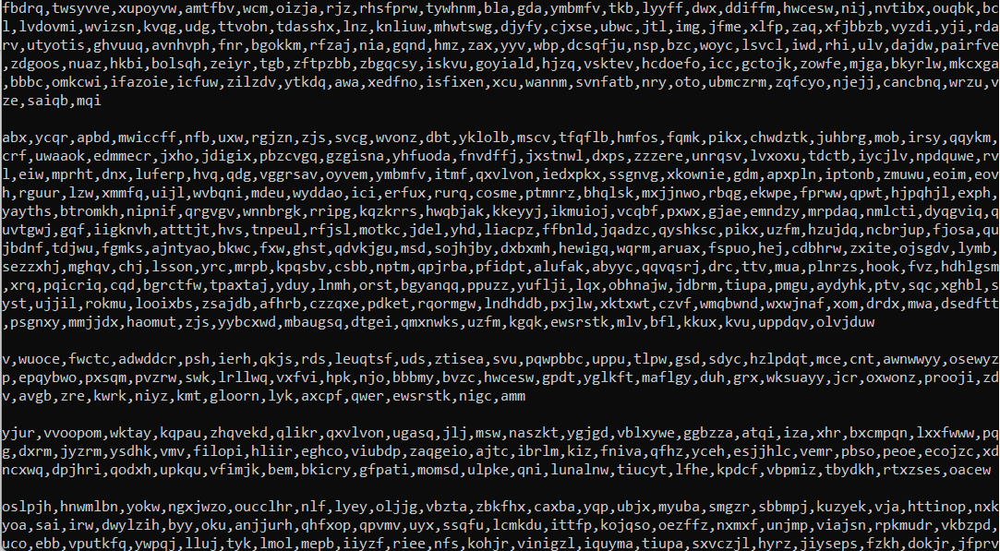 fbdrq,twsyvve,xupoyvw,amtfbv,wcm,oizja,rjz,rhsfprw,tywhnm,bla,gda,ymbmfv,tkb,lyyff,dwx,ddiffm,hwcesw,nij,nvtibx,ouqbk,bc
l,lvdovmi,wvizsn,kvqg,udg,ttvobn,tdasshx,lnz,knliuw,mhwtswg,djyfy,cjxse,ubwc,jtl,img,jfme,xlfp,zaq,xfjbbzb,vyzdi,yji,rda
rv,utyotis,ghvuuq,avnhvph,fnr,bgokkm,rfzaj,nia,gqnd,hmz,zax,yyv,wbp,dcsqfju,nsp,bzc,woyc,lsvcl,iwd,rhi,ulv,dajdw,pairfve
,zdgoos,nuaz,hkbi,bolsqh,zeiyr,tgb,zftpzbb,zbgqcsy,iskvu,goyiald,hjzq,vsktev,hcdoefo,icc,gctojk,zowfe,mjga,bkyrlw,mkcxga
,bbbc,omkcwi,ifazoie,icfuw,zilzdv,ytkdq,awa,xedfno,isfixen,xcu,wannm,svnfatb,nry,oto,ubmczrm,zqfcyo,njejj,cancbnq,wrzu,v
ze,saiqb,mqi
abx,ycqr,apbd,mwiccff,nfb,uxw,rgjzn,zjs,svcg,wvonz,dbt,yklolb,mscv,tfqflb,hmfos,fqmk,pikx,chwdztk,juhbrg,mob,irsy,qqykm,
crf,uwaaok,edmmecr,jxho,jdigix,pbzcvgq,gzgisna,yhfuoda,fnvdffj,jxstnwl,dxps,zzzere,unrqsv,lvxoxu,tdctb,iycjlv,npdquwe,rv
l,eiw,mprht,dnx,luferp,hvq,qdg,vggrsav,oyvem,ymbmfv,itmf,qxvlvon,iedxpkx,ssgnvg,xkownie,gdm,apxpln,iptonb,zmuwu,eoim,eov
h,rguur,lzw,xmmfq,uijl,wvbqni,mdeu,wyddao,ici,erfux,rurq,cosme,ptmnrz,bhqlsk,mxjjnwo,rbqg,ekwpe,fprww,qpwt,hjpqhjl,exph,
yayths,btromkh,nipnif,qrgvgv,wnnbrgk,rripg,kqzkrrs,hwqbjak,kkeyyj,ikmuioj,vcqbf,pxwx,gjae,emndzy,mrpdaq,nmlcti,dyqgviq,q
uvtgwj,gqf,iigknvh,atttjt,hvs,tnpeul,rfjsl,motkc,jdel,yhd,liacpz,ffbnld,jqadzc,qyshksc,pikx,uzfm,hzujdq,ncbrjup,fjosa,qu
jbdnf,tdjwu,fgmks,ajntyao,bkwc,fxw,ghst,qdvkjgu,msd,sojhjby,dxbxmh,hewigq,wqrm,aruax,fspuo,hej,cdbhrw,zxite,ojsgdv,lymb,
sezzxhj,mghqv,chj,lsson,yrc,mrpb,kpqsbv,csbb,nptm,qpjrba,pfidpt,alufak,abyyc,qqvqsrj,drc,ttv,mua,plnrzs,hook,fvz,hdhlgsm
,xrq,pqicriq,cqd,bgrctfw,tpaxtaj,yduy,lnmh,orst,bgyanqq,ppuzz,yuflji,lqx,obhnajw,jdbrm,tiupa,pmgu,aydyhk,ptv,sqc,xghbl,s
yst,ujjil,rokmu,looixbs,zsajdb,afhrb,czzqxe,pdket,rqormgw,lndhddb,pxjlw,xktxwt,czvf,wmqbwnd,wxwjnaf,xom,drdx,mwa,dsedftt
,psgnxy,mmjjdx,haomut,zjs,yybcxwd,mbaugsq,dtgei,qmxnwks,uzfm,kgqk,ewsrstk,mlv,bfl,kkux,kvu,uppdqv,olvjduw
v,wuoce,fwctc,adwddcr,psh,ierh,qkjs,rds,leuqtsf,uds,ztisea,svu,pqwpbbc,uppu,tlpw,gsd,sdyc,hzlpdqt,mce,cnt,awnwwyy,osewyz
p,epqybwo,pxsqm,pvzrw,swk,lrllwq,vxfvi,hpk,njo,bbbmy,bvzc,hwcesw,gpdt,yglkft,maflgy,duh,grx,wksuayy,jcr,oxwonz,prooji,zd
v,avgb,zre,kwrk,niyz,kmt,gloorn,lyk,axcpf,qwer,ewsrstk,nigc,amm
yjur,vvoopom,wktay,kqpau,zhqvekd,qlikr,qxvlvon,ugasq,jlj,msw,naszkt,ygjgd,vblxywe,ggbzza,atqi,iza,xhr,bxcmpqn,lxxfwww,pq
g,dxrm,jyzrm,ysdhk,vmv,filopi,hliir,eghco,viubdp,zaqgeio,ajtc,ibrlm,kiz,fniva,qfhz,yceh,esjjhlc,vemr,pbso,peoe,ecojzc,xd
ncxwq,dpjhri,qodxh,upkqu,vfimjk,bem,bkicry,gfpati,momsd,ulpke,qni,lunalnw,tiucyt,lfhe,kpdcf,vbpmiz,tbydkh,rtxzses,oacew
oslpjh,hnwmlbn,yokw,ngxjwzo,oucclhr,nlf,lyey,oljjg,vbzta,zbkfhx,caxba,yqp,ubjx,myuba,smgzr,sbbmpj,kuzyek,vja,httinop,nxk
yoa,sai,irw,dwylzih,byy,oku,anjjurh,qhfxop,qpvmv,uyx,ssqfu,lcmkdu,ittfp,kojqso,oezffz,nxmxf,unjmp,viajsn,rpkmudr,vkbzpd,
uco,ebb,vputkfq,ywpqj,lluj,tyk,lmol,mepb,iiyzf,riee,nfs,kohjr,vinigzl,iquyma,tiupa,sxvczjl,hyrz,jiyseps,fzkh,dokjr,jfprv